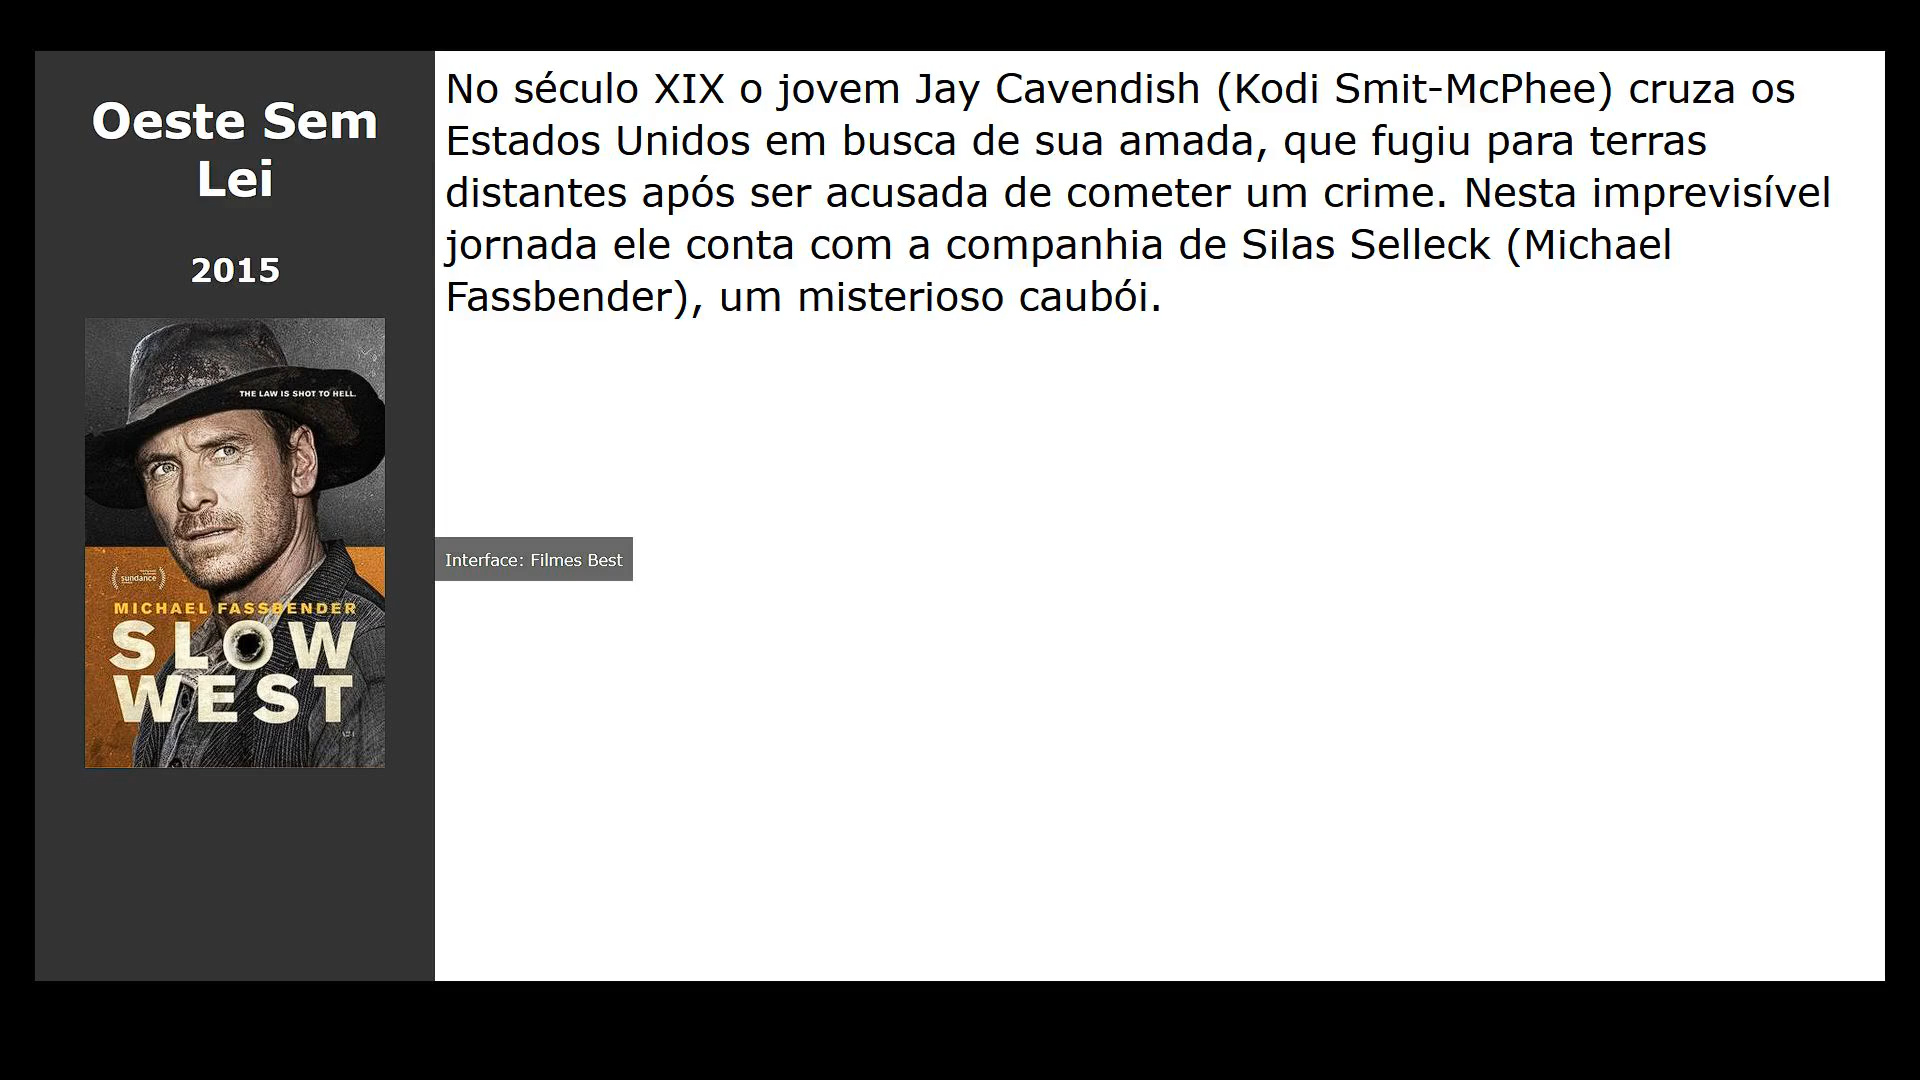 Oeste Sem
Lei
2015
THE LAW IS SHOT TO HELL.
sundance
MICHAEL FASSBENDER
SLOW
WEST
No século XIX o jovem Jay Cavendish (Kodi Smit-McPhee) cruza os
Estados Unidos em busca de sua amada, que fugiu para terras
distantes após ser acusada de cometer um crime. Nesta imprevisível
jornada ele conta com a companhia de Silas Selleck (Michael
Fassbender), um misterioso caubói.
Interface: Filmes Best